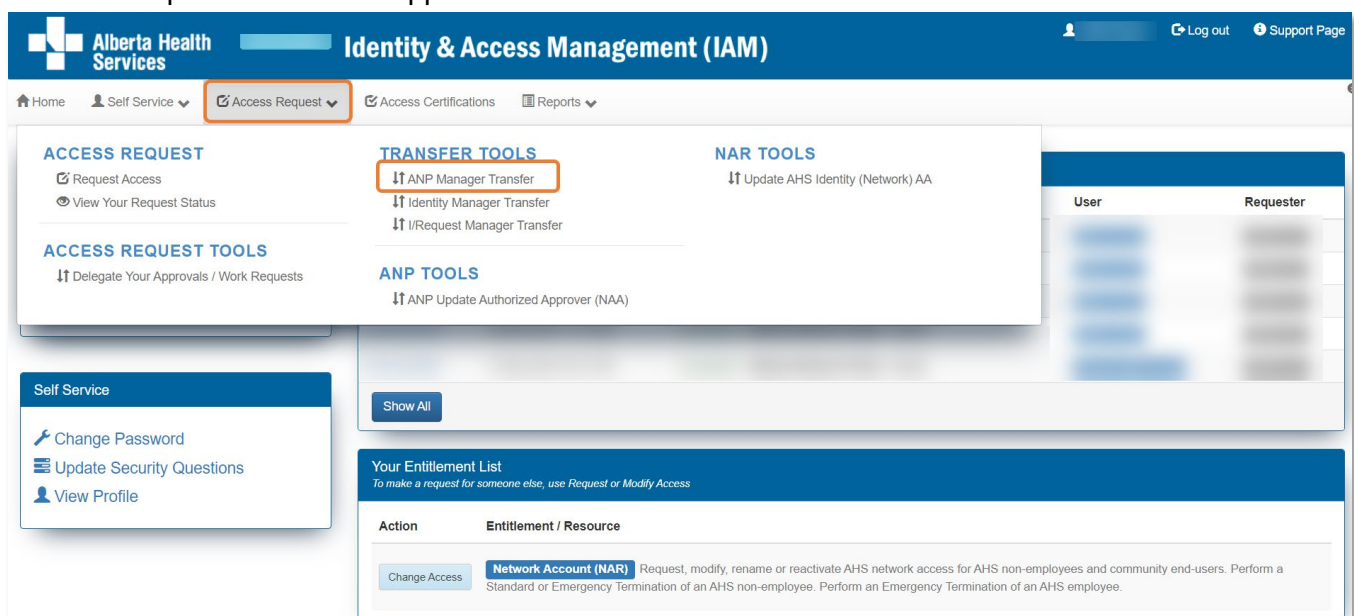 Alberta Health
Services
Identity & Access Management (IAM)
Log out
Support Page
Home
Self Service
Access Request
Access Certifications
Reports
ACCESS REQUEST
Request Access
View Your Request Status
ACCESS REQUEST TOOLS
Delegate Your Approvals / Work Requests
TRANSFER TOOLS
ANP Manager Transfer
Identity Manager Transfer
I/Request Manager Transfer
ANP TOOLS
ANP Update Authorized Approver (NAA)
NAR TOOLS
Update AHS Identity (Network) AA
User
Requester
Show All
Self Service
Change Password
Update Security Questions
View Profile
Your Entitlement List
To make a request for someone else, use Request or Modify Access
Action
Entitlement / Resource
Change Access
Network Account (NAR) Request, modify, rename or reactivate AHS network access for AHS non-employees and community end-users. Perform a
Standard or Emergency Termination of an AHS non-employee. Perform an Emergency Termination of an AHS employee.